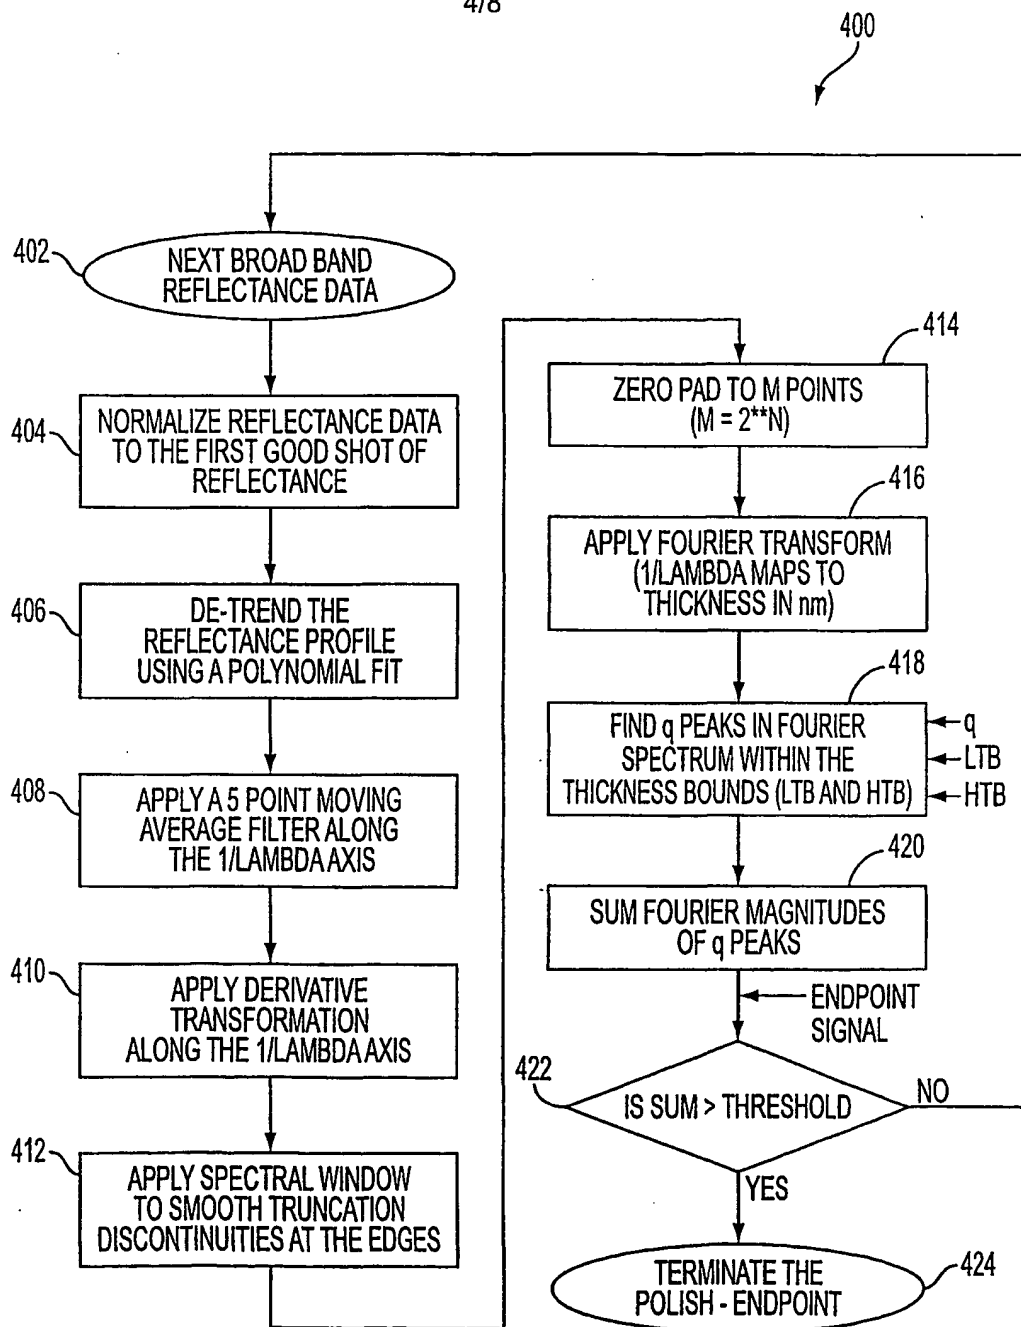 4/8
400
402
NEXT BROAD BAND
REFLECTANCE DATA
404
NORMALIZE REFLECTANCE DATA
TO THE FIRST GOOD SHOT OF
REFLECTANCE
406
DE-TREND THE
REFLECTANCE PROFILE
USING A POLYNOMIAL FIT
408
APPLY A 5 POINT MOVING
AVERAGE FILTER ALONG
THE 1/LAMBDA AXIS
410
APPLY DERIVATIVE
TRANSFORMATION
ALONG THE 1/LAMBDA AXIS
412
APPLY SPECTRAL WINDOW
TO SMOOTH TRUNCATION
DISCONTINUITIES AT THE EDGES
414
ZERO PAD TO M POINTS
(M = 2**N)
416
APPLY FOURIER TRANSFORM
(1/LAMBDA MAPS TO
THICKNESS IN nm)
418
FIND q PEAKS IN FOURIER
SPECTRUM WITHIN THE
THICKNESS BOUNDS (LTB AND HTB)
q
LTB
HTB
420
SUM FOURIER MAGNITUDES
OF q PEAKS
ENDPOINT
SIGNAL
422
IS SUM > THRESHOLD
NO
YES
424
TERMINATE THE
POLISH - ENDPOINT